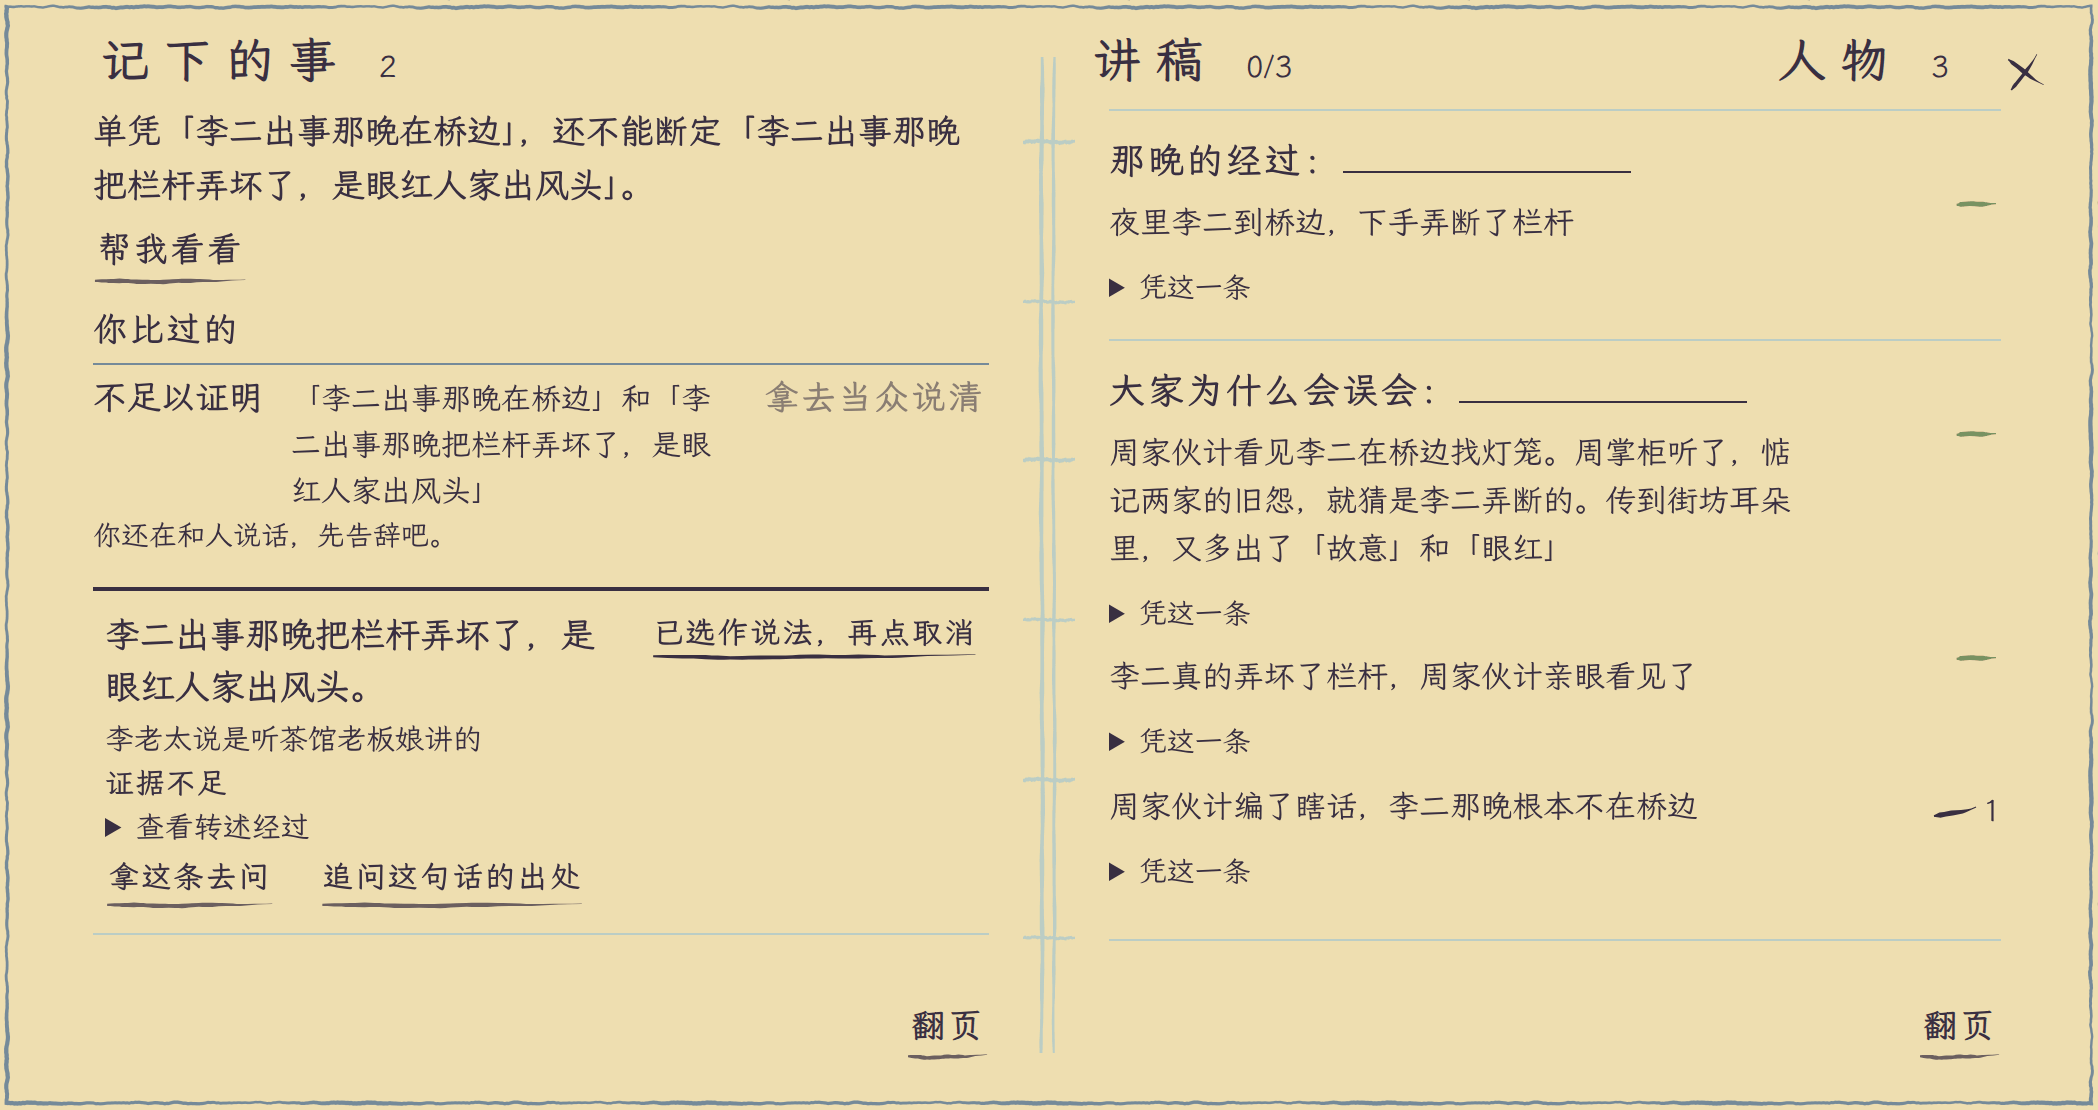 记下的事 2
单凭「李二出事那晚在桥边」，还不能断定「李二出事那晚
把栏杆弄坏了，是眼红人家出风头」。
帮我看看
你比过的
不足以证明 「李二出事那晚在桥边」和「李 拿去当众说清
二出事那晚把栏杆弄坏了，是眼
红人家出风头」
你还在和人说话，先告辞吧。
李二出事那晚把栏杆弄坏了，是 已选作说法，再点取消
眼红人家出风头。
李老太说是听茶馆老板娘讲的
证据不足
▶ 查看转述经过
拿这条去问 追问这句话的出处
翻页
讲稿 0/3 人物 3
那晚的经过：
夜里李二到桥边，下手弄断了栏杆
▶ 凭这一条
大家为什么会误会：
周家伙计看见李二在桥边找灯笼。周掌柜听了，惦
记两家的旧怨，就猜是李二弄断的。传到街坊耳朵
里，又多出了「故意」和「眼红」
▶ 凭这一条
李二真的弄坏了栏杆，周家伙计亲眼看见了
▶ 凭这一条
周家伙计编了瞎话，李二那晚根本不在桥边 1
▶ 凭这一条
翻页